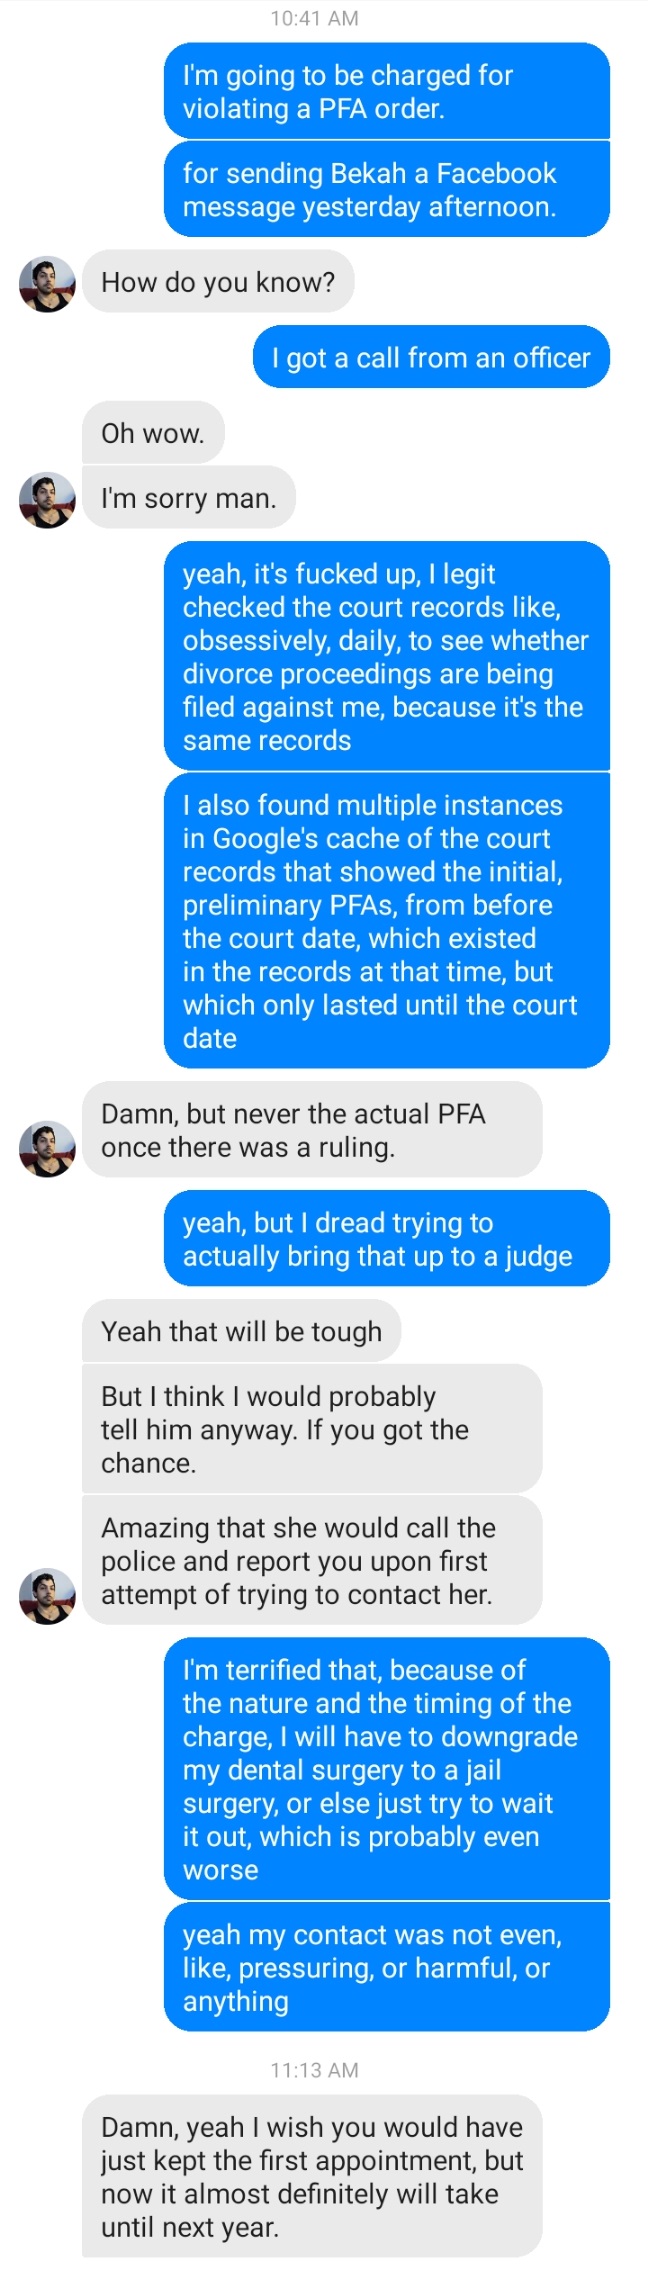 10:41 AM
I'm going to be charged for
violating a PFA order.
for sending Bekah a Facebook
message yesterday afternoon.
How do you know?
I got a call from an officer
Oh wow.
I'm sorry man.
yeah, it's fucked up, I legit
checked the court records like,
obsessively, daily, to see whether
divorce proceedings are being
filed against me, because it's the
same records
I also found multiple instances
in Google's cache of the court
records that showed the initial,
preliminary PFAs, from before
the court date, which existed
in the records at that time, but
which only lasted until the court
date
Damn, but never the actual PFA
once there was a ruling.
yeah, but I dread trying to
actually bring that up to a judge
Yeah that will be tough
But I think I would probably
tell him anyway. If you got the
chance.
Amazing that she would call the
police and report you upon first
attempt of trying to contact her.
I'm terrified that, because of
the nature and the timing of the
charge, I will have to downgrade
my dental surgery to a jail
surgery, or else just try to wait
it out, which is probably even
worse
yeah my contact was not even,
like, pressuring, or harmful, or
anything
11:13 AM
Damn, yeah I wish you would have
just kept the first appointment, but
now it almost definitely will take
until next year.